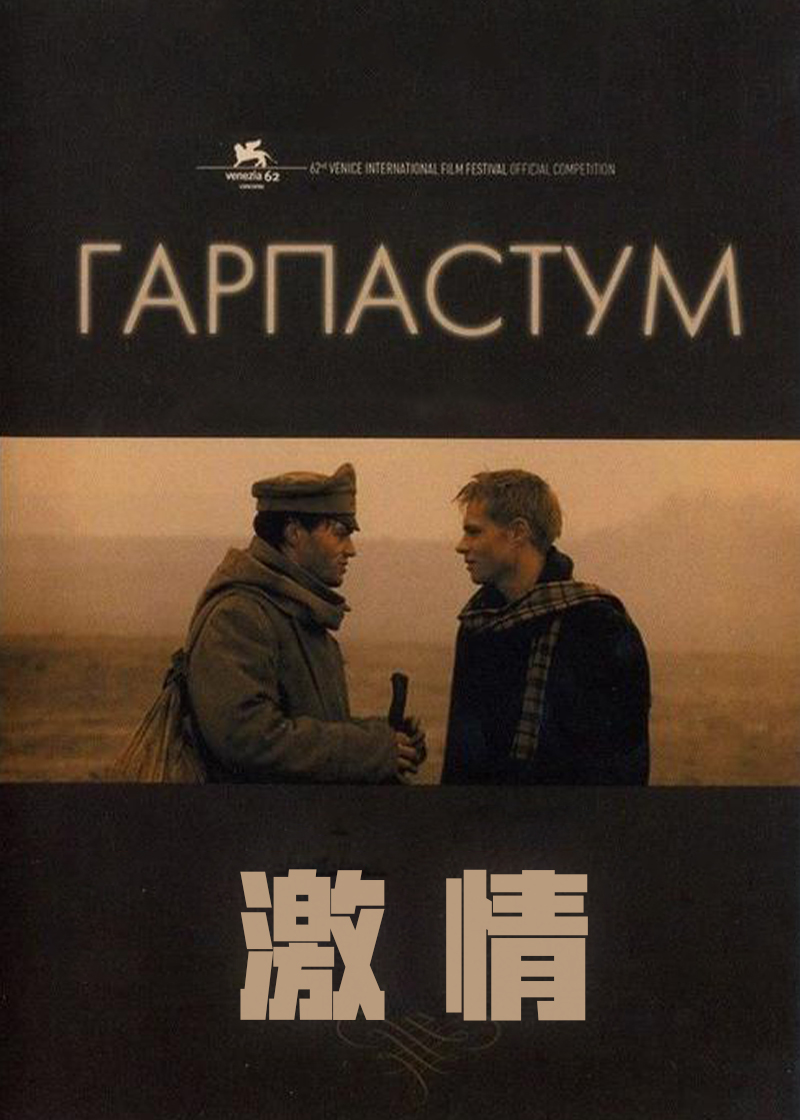 venezia 62
62nd VENICE INTERNATIONAL FILM FESTIVAL OFFICIAL COMPETITION
ГАРПАСТУМ
激情